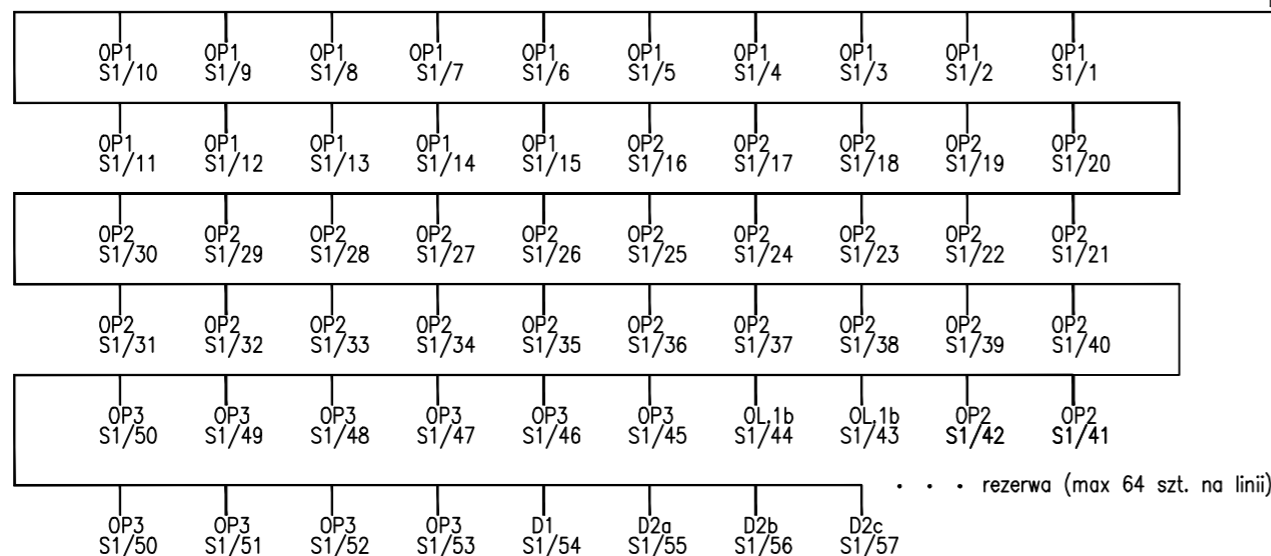 OP1 OP1 OP1 OP1 OP1 OP1 OP1 OP1 OP1 OP1
S1/10 S1/9 S1/8 S1/7 S1/6 S1/5 S1/4 S1/3 S1/2 S1/1
OP1 OP1 OP1 OP1 OP1 OP2 OP2 OP2 OP2 OP2
S1/11 S1/12 S1/13 S1/14 S1/15 S1/16 S1/17 S1/18 S1/19 S1/20
OP2 OP2 OP2 OP2 OP2 OP2 OP2 OP2 OP2 OP2
S1/30 S1/29 S1/28 S1/27 S1/26 S1/25 S1/24 S1/23 S1/22 S1/21
OP2 OP2 OP2 OP2 OP2 OP2 OP2 OP2 OP2 OP2
S1/31 S1/32 S1/33 S1/34 S1/35 S1/36 S1/37 S1/38 S1/39 S1/40
OP3 OP3 OP3 OP3 OP3 OP3 OL.1b OL.1b OP2 OP2
S1/50 S1/49 S1/48 S1/47 S1/46 S1/45 S1/44 S1/43 S1/42 S1/41
. . . rezerwa (max 64 szt. na linii)
OP3 OP3 OP3 OP3 D1 D2a D2b D2c
S1/50 S1/51 S1/52 S1/53 S1/54 S1/55 S1/56 S1/57